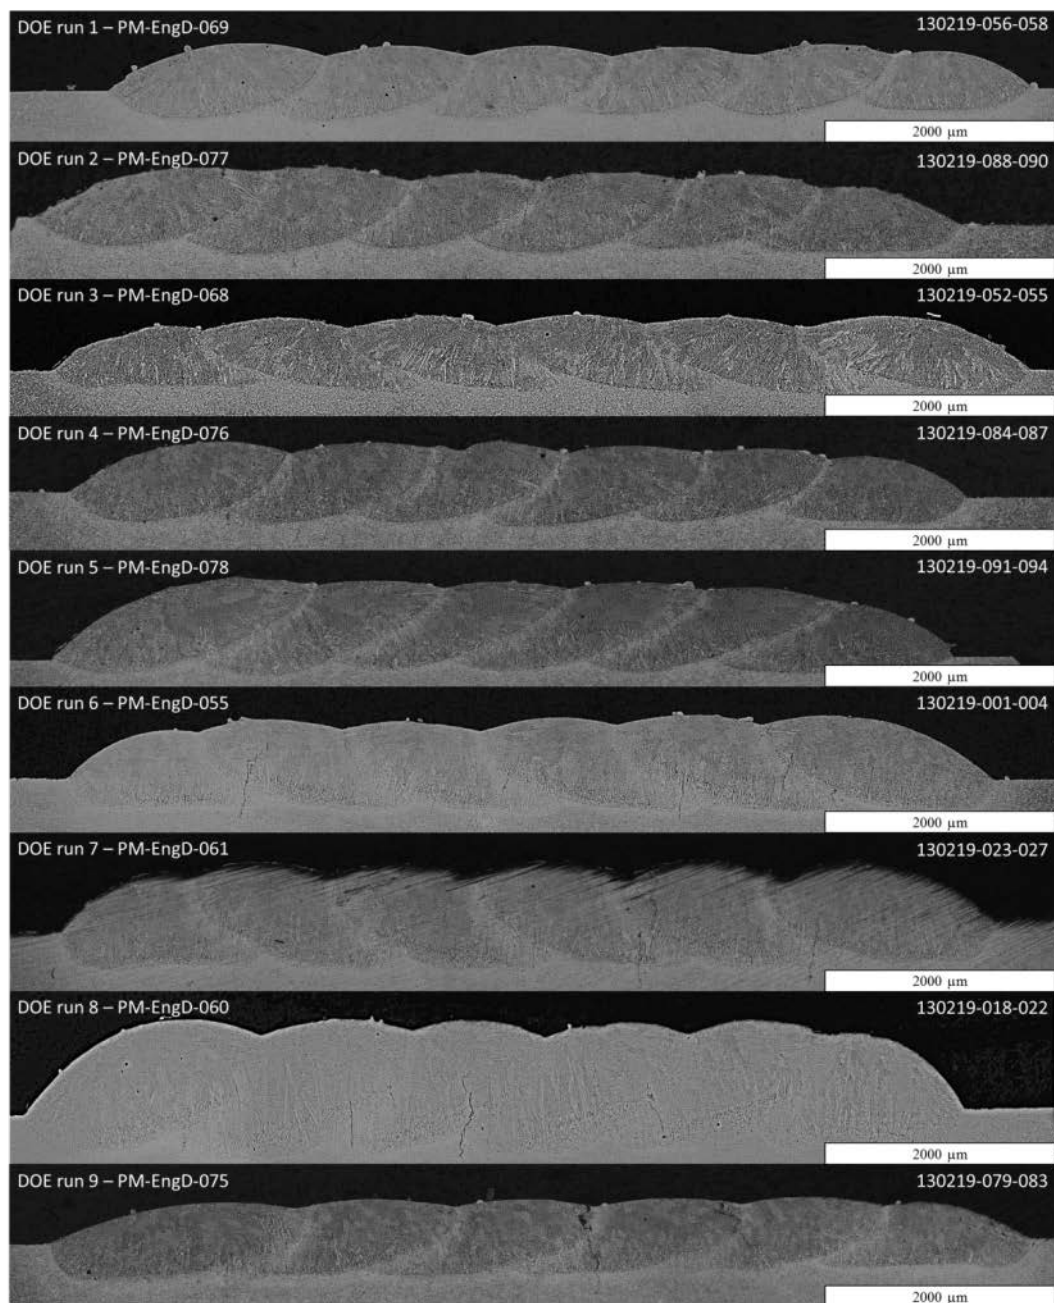 DOE run 1 – PM-EngD-069 130219-056-058
2000 µm
DOE run 2 – PM-EngD-077 130219-088-090
2000 µm
DOE run 3 – PM-EngD-068 130219-052-055
2000 µm
DOE run 4 – PM-EngD-076 130219-084-087
2000 µm
DOE run 5 – PM-EngD-078 130219-091-094
2000 µm
DOE run 6 – PM-EngD-055 130219-001-004
2000 µm
DOE run 7 – PM-EngD-061 130219-023-027
2000 µm
DOE run 8 – PM-EngD-060 130219-018-022
2000 µm
DOE run 9 – PM-EngD-075 130219-079-083
2000 µm